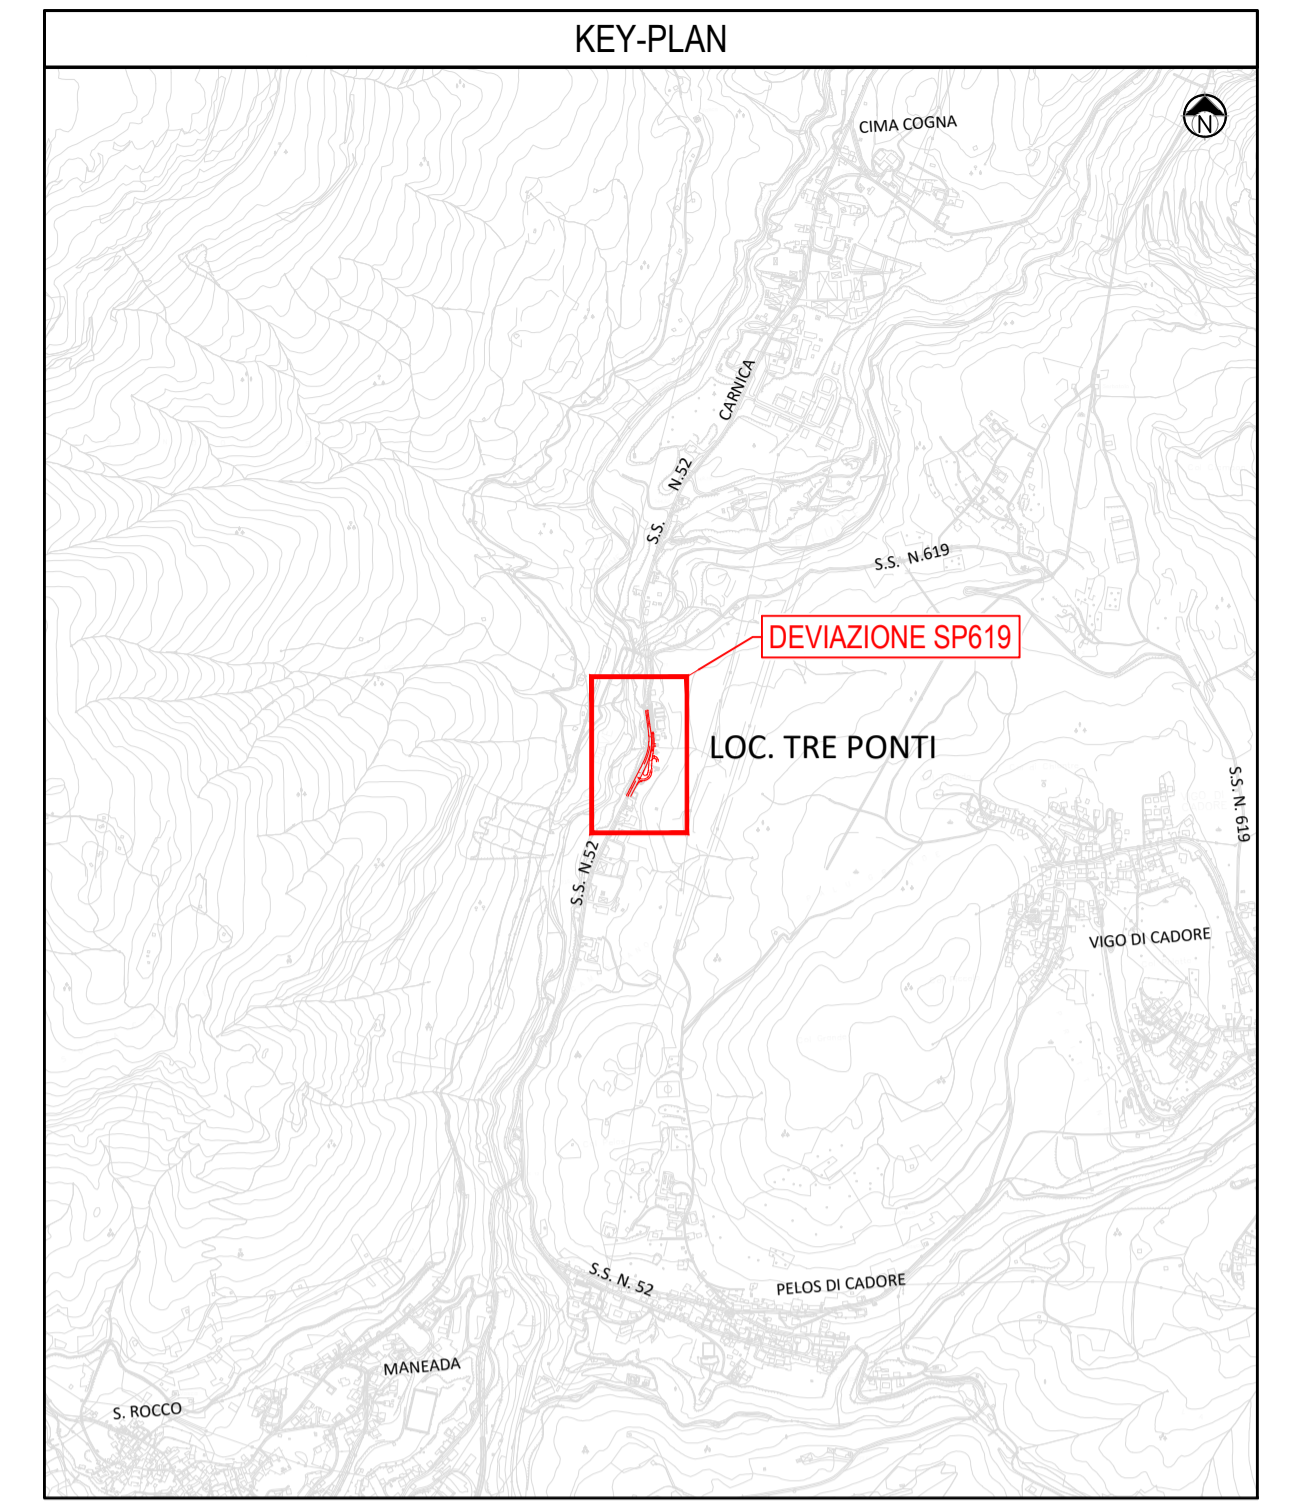 KEY-PLAN
N
CIMA COGNA
CARNICA
N.52
S.S.
S.S. N.619
DEVIAZIONE SP619
LOC. TRE PONTI
S.S. N. 619
S.S. N.52
VIGO DI CADORE
S.S. N. 52
PELOS DI CADORE
MANEADA
S. ROCCO